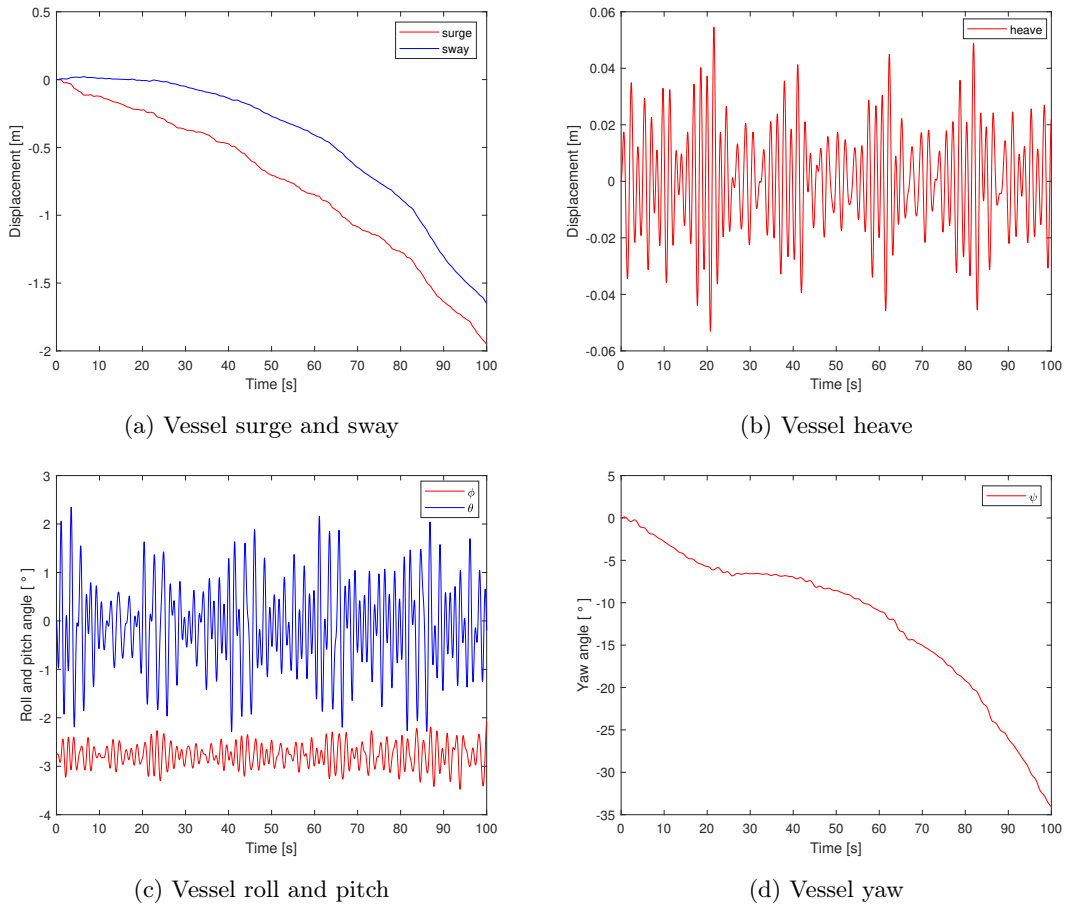 surge
sway
Displacement [m]
0.5
0
-0.5
-1
-1.5
-2
0 10 20 30 40 50 60 70 80 90 100
Time [s]
(a) Vessel surge and sway
heave
Displacement [m]
0.06
0.04
0.02
0
-0.02
-0.04
-0.06
0 10 20 30 40 50 60 70 80 90 100
Time [s]
(b) Vessel heave
ϕ
θ
Roll and pitch angle [ ° ]
3
2
1
0
-1
-2
-3
-4
0 10 20 30 40 50 60 70 80 90 100
Time [s]
(c) Vessel roll and pitch
ψ
Yaw angle [ ° ]
5
0
-5
-10
-15
-20
-25
-30
-35
0 10 20 30 40 50 60 70 80 90 100
Time [s]
(d) Vessel yaw